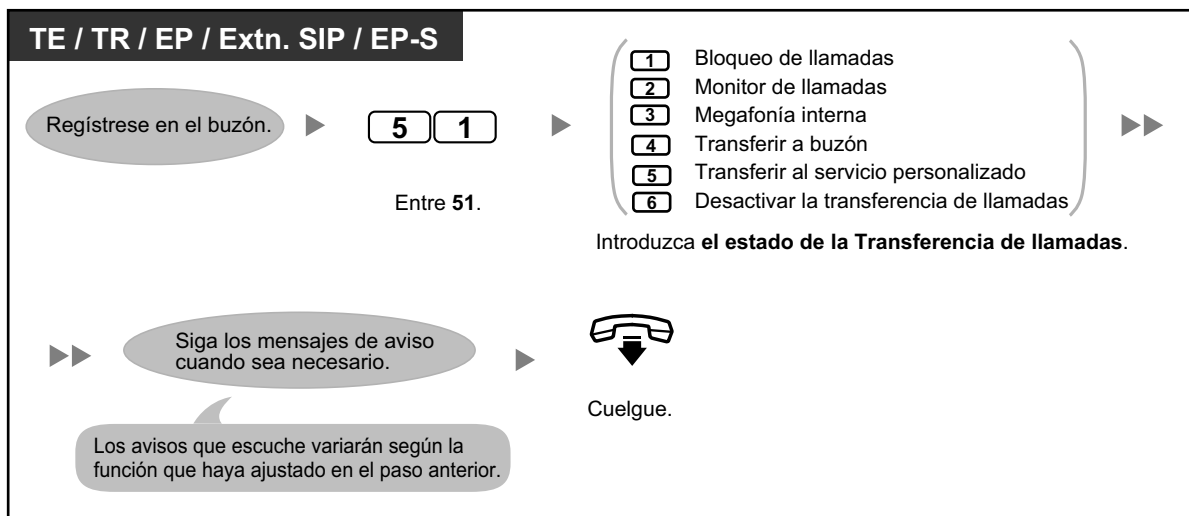 TE / TR / EP / Extn. SIP / EP-S
Regístrese en el buzón.
5 1
Entre 51.
1 Bloqueo de llamadas
2 Monitor de llamadas
3 Megafonía interna
4 Transferir a buzón
5 Transferir al servicio personalizado
6 Desactivar la transferencia de llamadas
Introduzca el estado de la Transferencia de llamadas.
Siga los mensajes de aviso
cuando sea necesario.
Los avisos que escuche variarán según la
función que haya ajustado en el paso anterior.
Cuelgue.